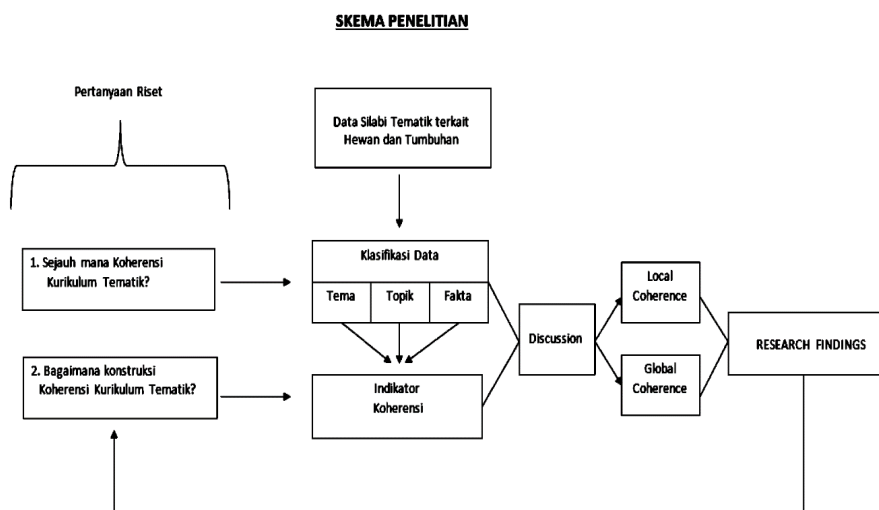 SKEMA PENELITIAN
Pertanyaan Riset
Data Silabi Tematik terkait
Hewan dan Tumbuhan
1. Sejauh mana Koherensi
Kurikulum Tematik?
Klasifikasi Data
Tema Topik Fakta
2. Bagaimana konstruksi
Koherensi Kurikulum Tematik?
Indikator
Koherensi
Discussion
Local
Coherence
Global
Coherence
RESEARCH FINDINGS